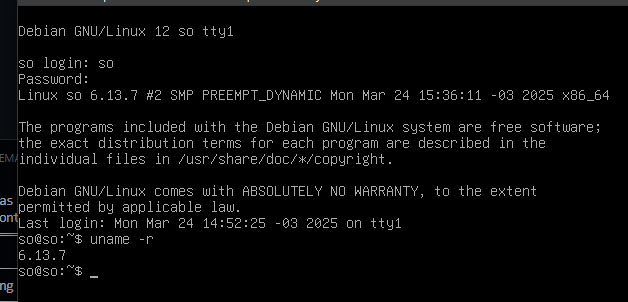 Debian GNU/Linux 12 so tty1
so login: so
Password:
Linux so 6.13.7 #2 SMP PREEMPT_DYNAMIC Mon Mar 24 15:36:11 -03 2025 x86_64
The programs included with the Debian GNU/Linux system are free software;
the exact distribution terms for each program are described in the
individual files in /usr/share/doc/*/copyright.
Debian GNU/Linux comes with ABSOLUTELY NO WARRANTY, to the extent
permitted by applicable law.
Last login: Mon Mar 24 14:52:25 -03 2025 on tty1
so@so:~$ uname -r
6.13.7
so@so:~$ _